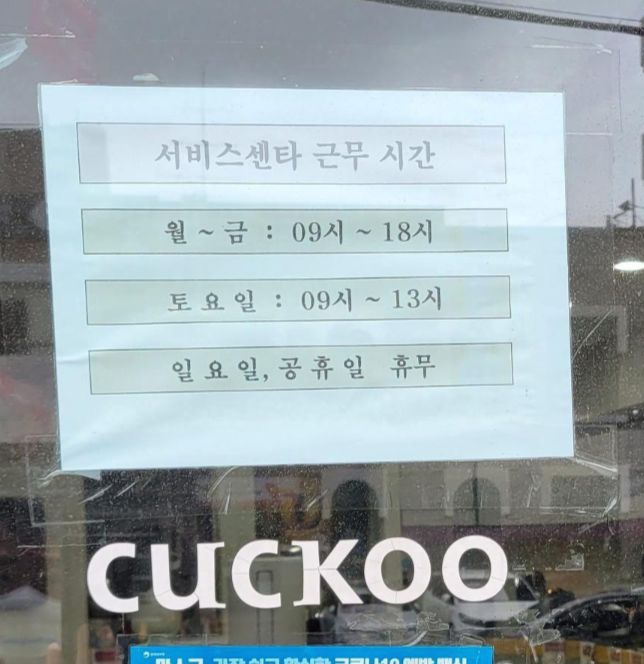 서비스센타 근무 시간
월 ~ 금 : 09시 ~ 18시
토요일 : 09시 ~ 13시
일요일, 공휴일 휴무
CUCKOO